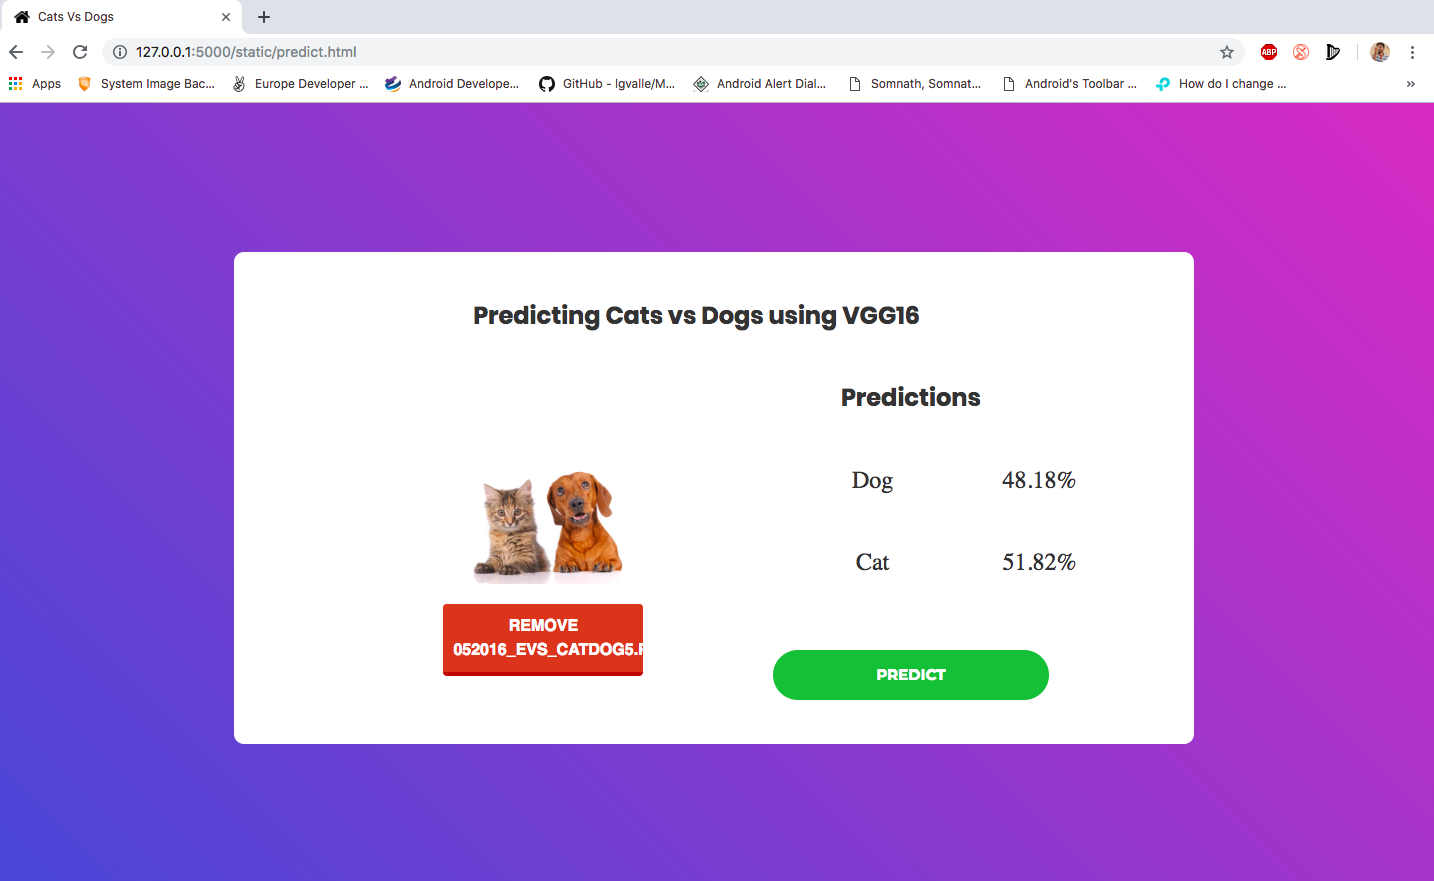 Cats Vs Dogs
127.0.0.1:5000/static/predict.html
ABP
Apps
System Image Bac...
Europe Developer ...
Android Develope...
GitHub - lgvalle/M...
Android Alert Dial...
Somnath, Somnat...
Android's Toolbar ...
How do I change ...
Predicting Cats vs Dogs using VGG16
Predictions
Dog 48.18%
Cat 51.82%
REMOVE
052016_EVS_CATDOG5.P
PREDICT